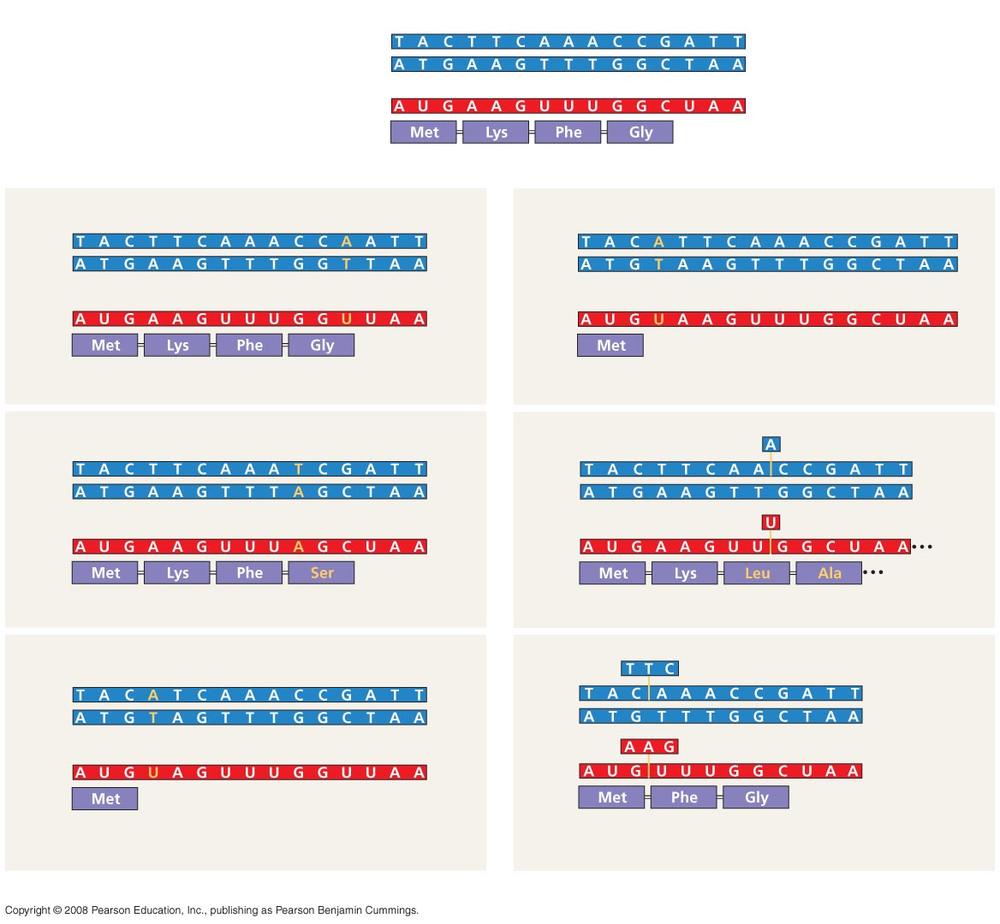 T A C T T C A A A C C G A T T
A T G A A G T T T G G C T A A
A U G A A G U U U G G C U A A
Met Lys Phe Gly
T A C T T C A A A C C A A T T
A T G A A G T T T G G T T A A
A U G A A G U U U G G U U A A
Met Lys Phe Gly
T A C A T T C A A A C C G A T T
A T G T A A G T T T G G C T A A
A U G U A A G U U U G G C U A A
Met
T A C T T C A A A T C G A T T
A T G A A G T T T A G C T A A
A U G A A G U U U A G C U A A
Met Lys Phe Ser
A
T A C T T C A A C C G A T T
A T G A A G T T G G C T A A
U
A U G A A G U U G G C U A A •••
Met Lys Leu Ala •••
T A C A T C A A A C C G A T T
A T G T A G T T T G G C T A A
A U G U A G U U U G G U U A A
Met
T T C
T A C A A A C C G A T T
A T G T T T G G C T A A
A A G
A U G U U U G G C U A A
Met Phe Gly
Copyright © 2008 Pearson Education, Inc., publishing as Pearson Benjamin Cummings.